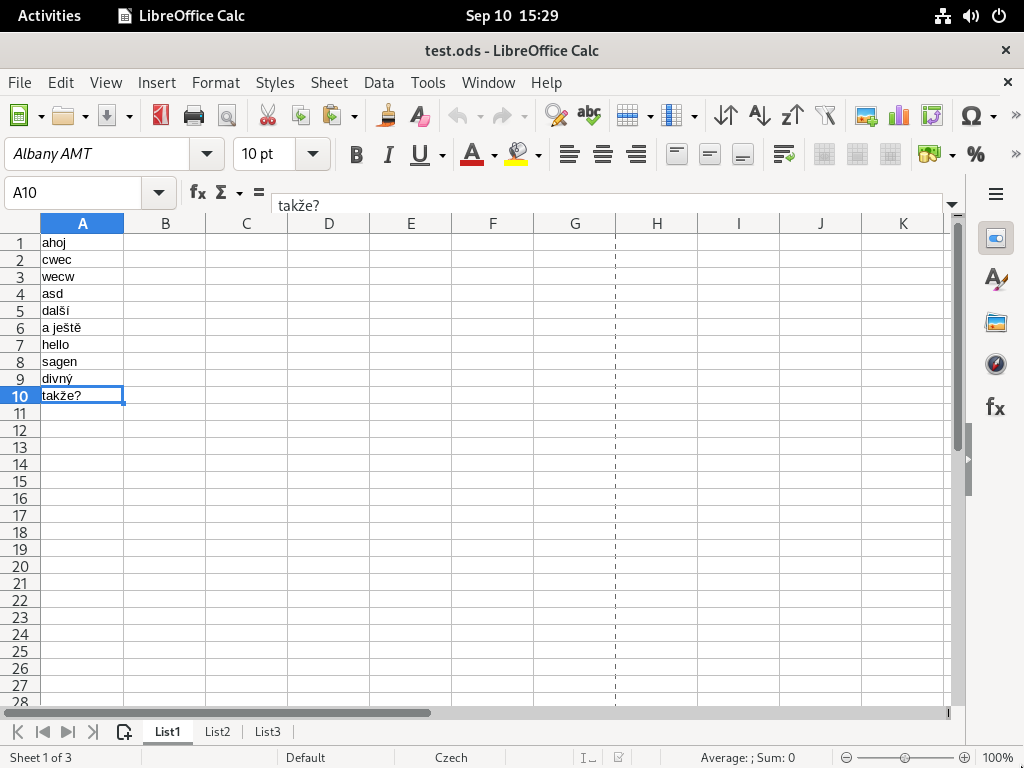 Activities LibreOffice Calc Sep 10 15:29
test.ods - LibreOffice Calc
File Edit View Insert Format Styles Sheet Data Tools Window Help
Albany AMT 10 pt
A10 takže?
A B C D E F G H I J K
1 ahoj
2 cwec
3 wecw
4 asd
5 další
6 a ještě
7 hello
8 sagen
9 divný
10 takže?
11
12
13
14
15
16
17
18
19
20
21
22
23
24
25
26
27
28
List1 List2 List3
Sheet 1 of 3 Default Czech Average: ; Sum: 0 100%